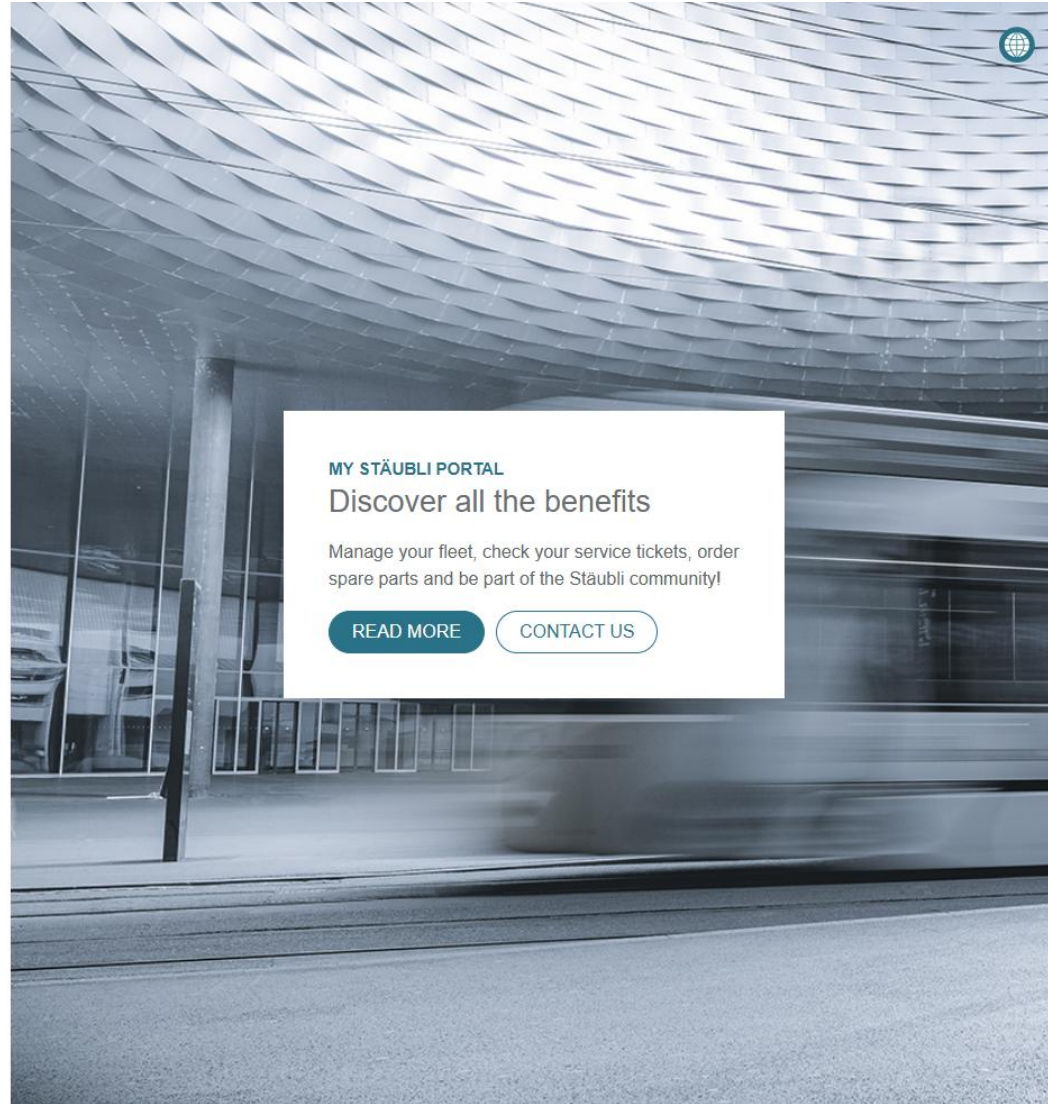 MY STÄUBLI PORTAL
Discover all the benefits
Manage your fleet, check your service tickets, order
spare parts and be part of the Stäubli community!
READ MORE
CONTACT US